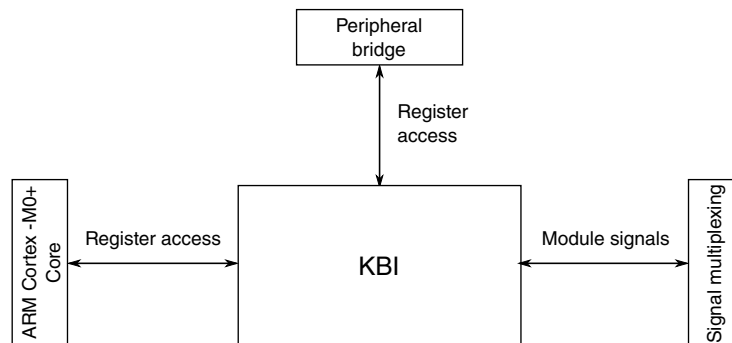 Peripheral
bridge
Register
access
ARM Cortex -M0+
Core
Register access
KBI
Module signals
Signal multiplexing